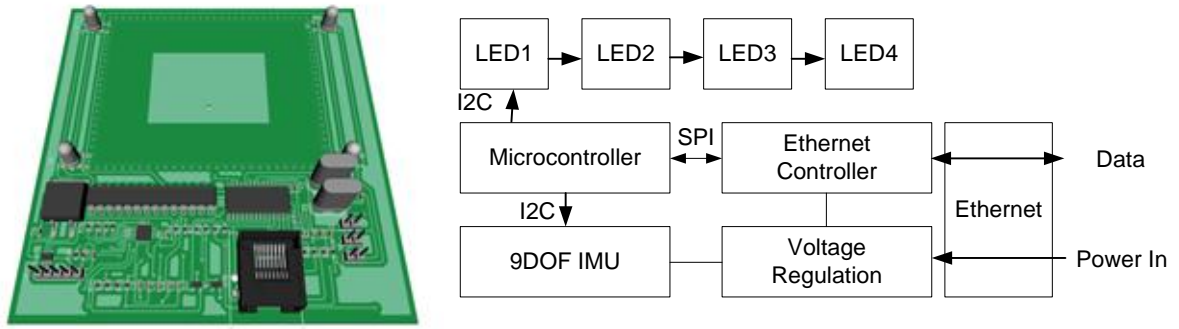 LED1
LED2
LED3
LED4
I2C
Microcontroller
SPI
Ethernet
Controller
Data
Ethernet
I2C
9DOF IMU
Voltage
Regulation
Power In